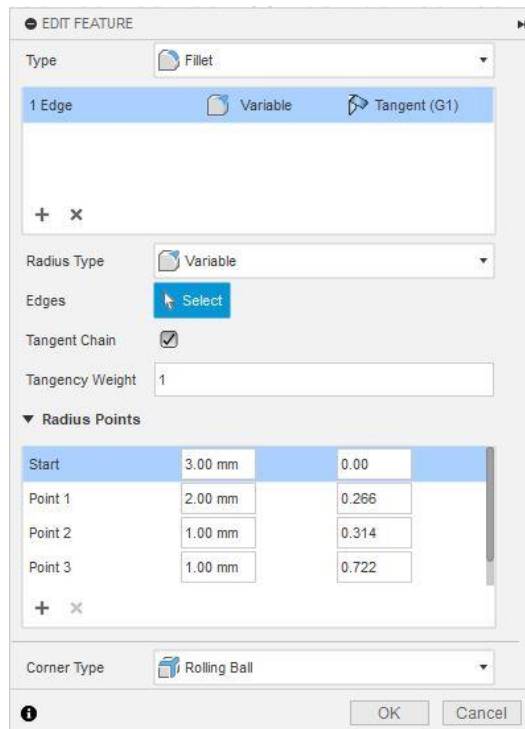 EDIT FEATURE
Type Fillet
1 Edge Variable Tangent (G1)
Radius Type Variable
Edges Select
Tangent Chain
Tangency Weight 1
Radius Points
Start 3.00 mm 0.00
Point 1 2.00 mm 0.266
Point 2 1.00 mm 0.314
Point 3 1.00 mm 0.722
Corner Type Rolling Ball
OK Cancel